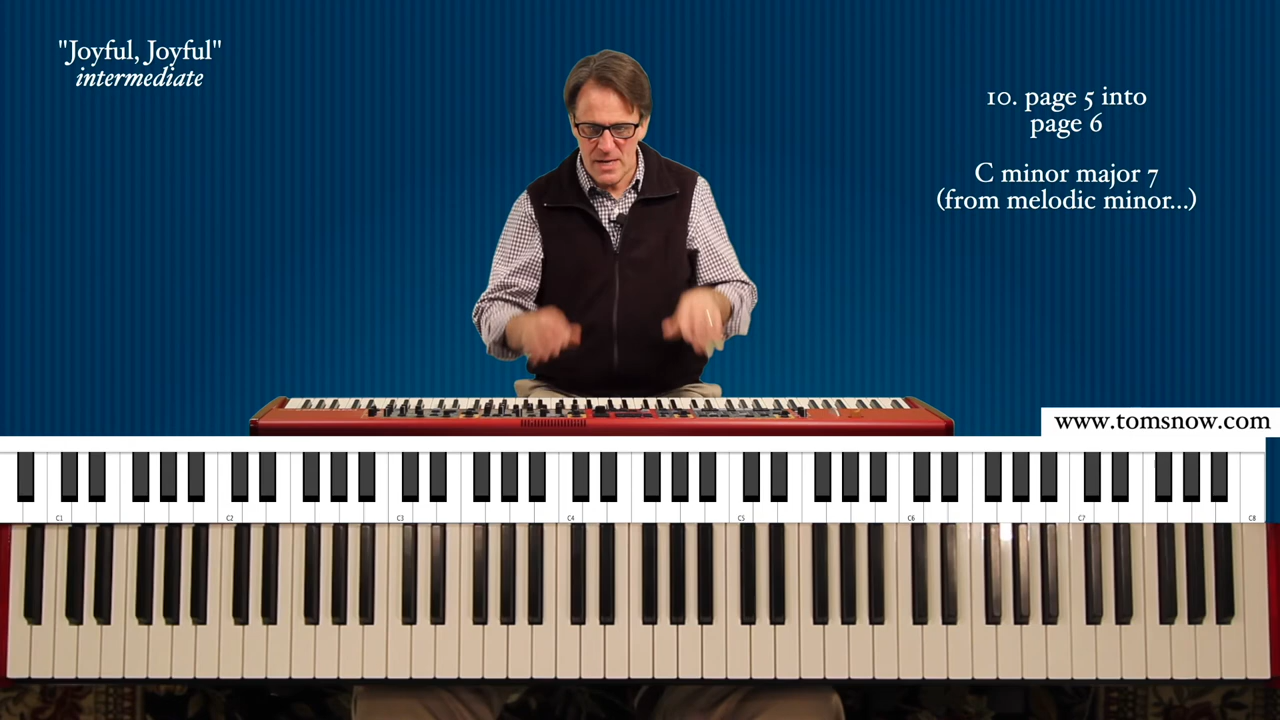 "Joyful, Joyful"
intermediate
10. page 5 into
page 6
C minor major 7
(from melodic minor...)
www.tomsnow.com
C1 C2 C3 C4 C5 C6 C7 C8